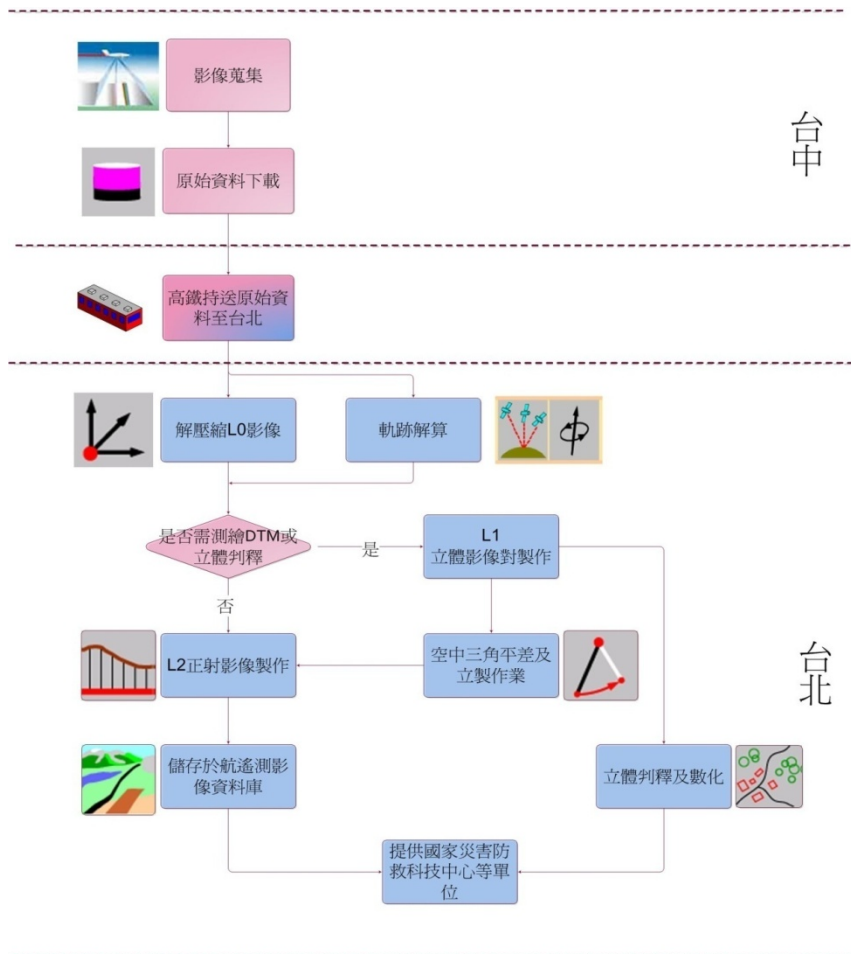 影像蒐集
台中
原始資料下載
高鐵持送原始資
料至台北
解壓縮L0影像
軌跡解算
是否需測繪DTM或
立體判釋
是
L1
立體影像對製作
否
L2正射影像製作
空中三角平差及
立製作業
台北
儲存於航遙測影
像資料庫
立體判釋及數化
提供國家災害防
救科技中心等單
位